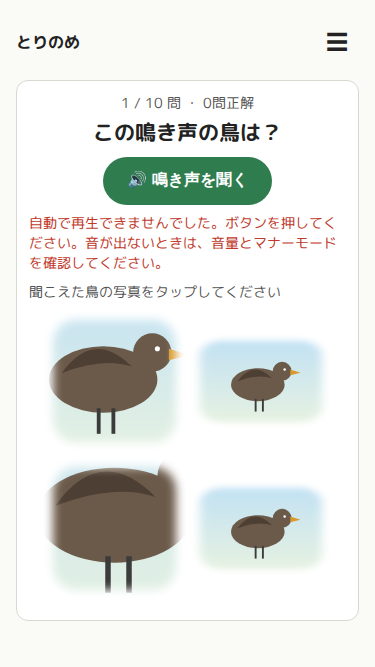 とりのめ
1 / 10 問 ・ 0問正解
この鳴き声の鳥は？
🔊 鳴き声を聞く
自動で再生できませんでした。ボタンを押してく
ださい。音が出ないときは、音量とマナーモード
を確認してください。
聞こえた鳥の写真をタップしてください